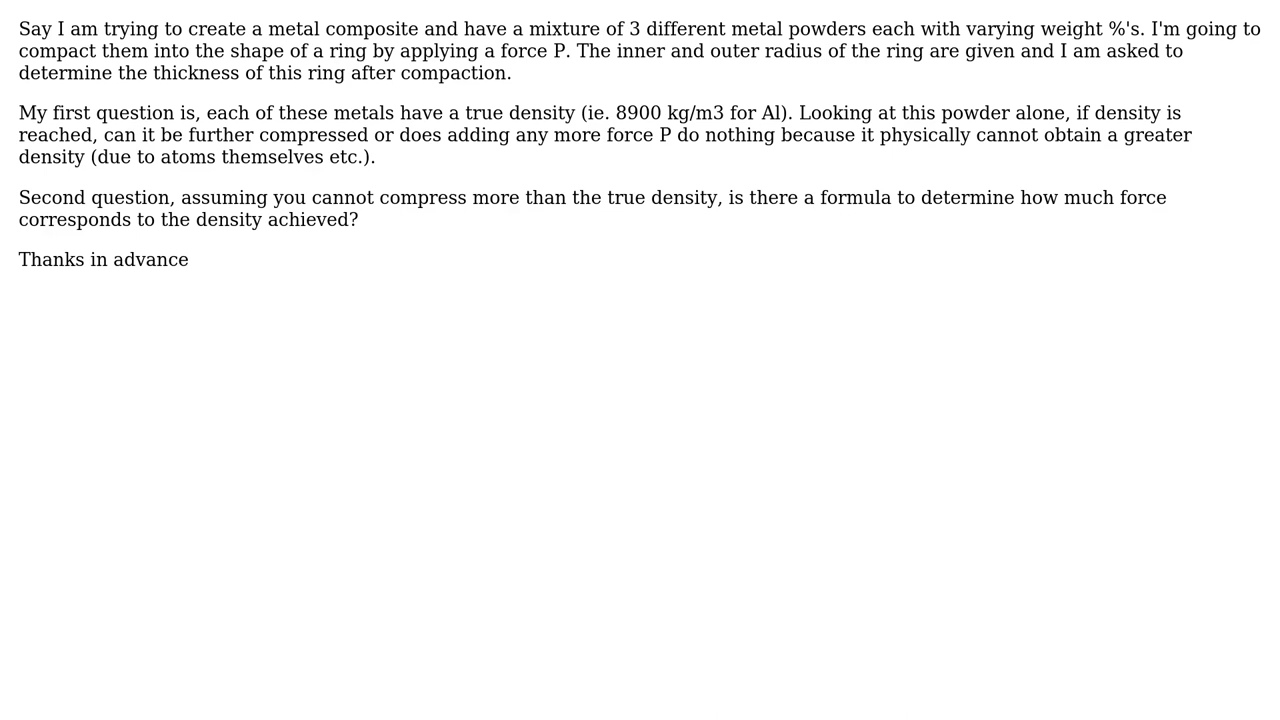 Say I am trying to create a metal composite and have a mixture of 3 different metal powders each with varying weight %'s. I'm going to
compact them into the shape of a ring by applying a force P. The inner and outer radius of the ring are given and I am asked to
determine the thickness of this ring after compaction.
My first question is, each of these metals have a true density (ie. 8900 kg/m3 for Al). Looking at this powder alone, if density is
reached, can it be further compressed or does adding any more force P do nothing because it physically cannot obtain a greater
density (due to atoms themselves etc.).
Second question, assuming you cannot compress more than the true density, is there a formula to determine how much force
corresponds to the density achieved?
Thanks in advance